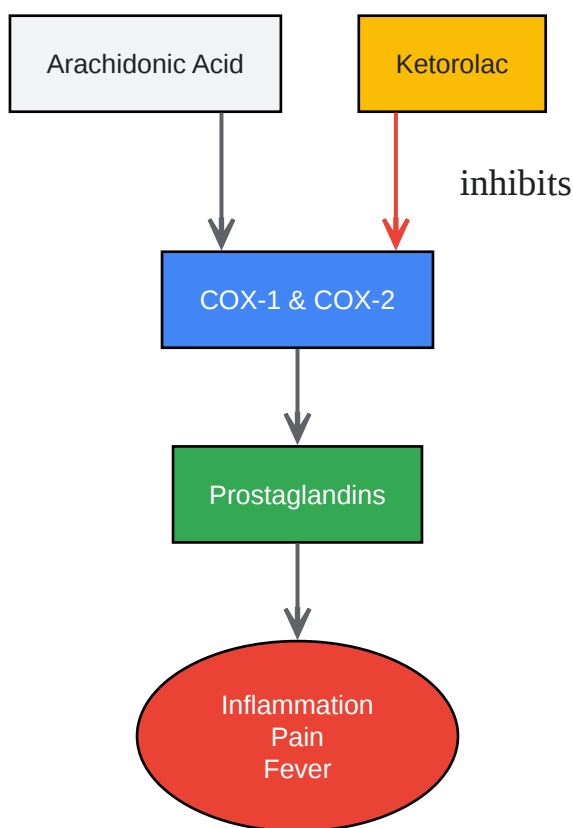 Arachidonic Acid
Ketorolac
inhibits
COX-1 & COX-2
Prostaglandins
Inflammation
Pain
Fever